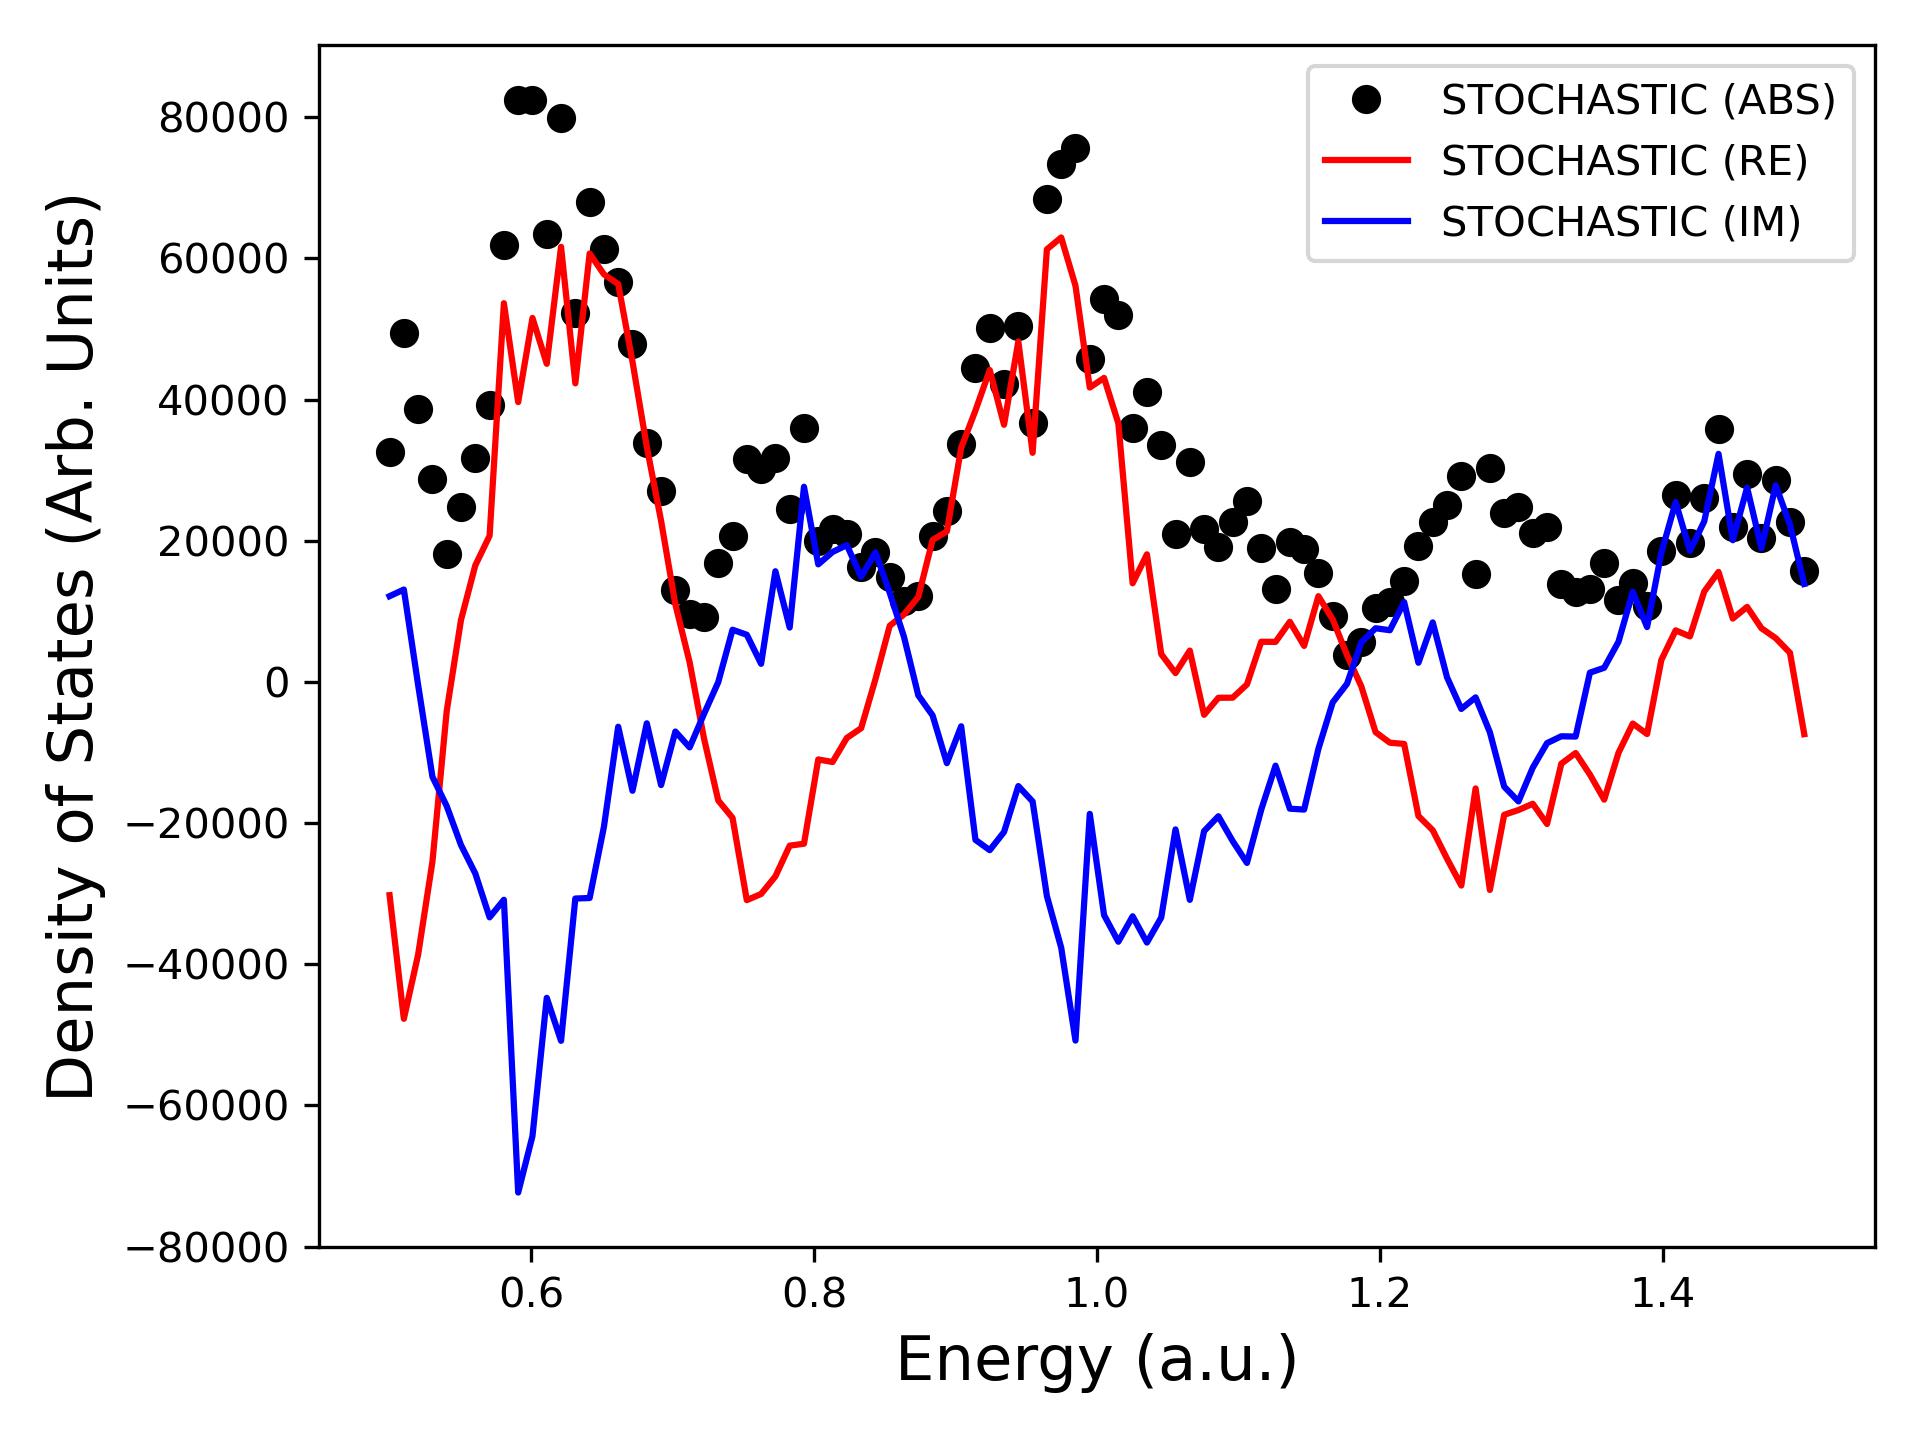 STOCHASTIC (ABS)
STOCHASTIC (RE)
STOCHASTIC (IM)
Density of States (Arb. Units)
80000
60000
40000
20000
0
−20000
−40000
−60000
−80000
0.6 0.8 1.0 1.2 1.4
Energy (a.u.)